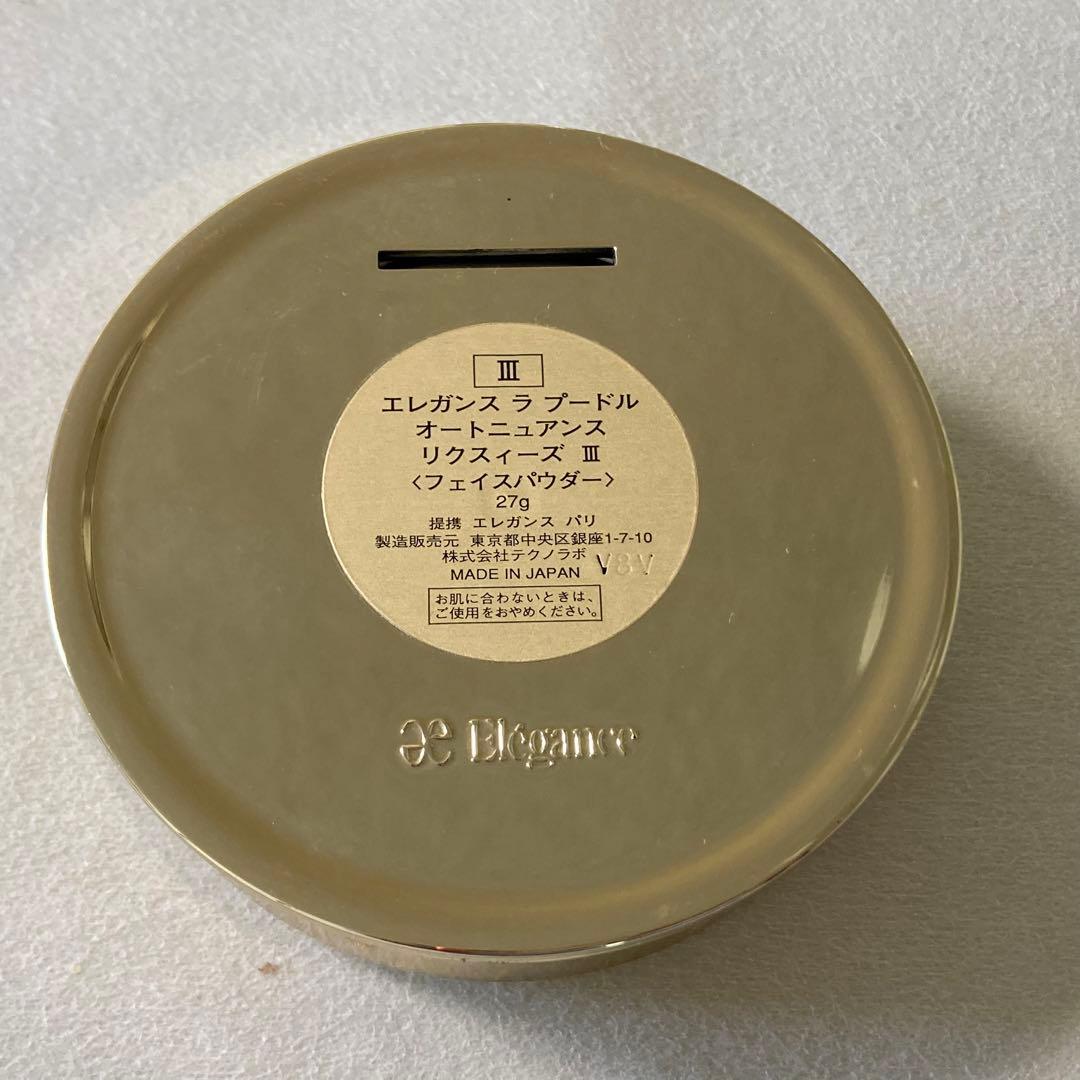 Ⅲ
エレガンス ラ プードル
オートニュアンス
リクスィーズ Ⅲ
〈フェイスパウダー〉
27g
提携 エレガンス パリ
製造販売元 東京都中央区銀座1-7-10
株式会社テクノラボ
MADE IN JAPAN V8V
お肌に合わないときは、
ご使用をおやめください。
Elégance